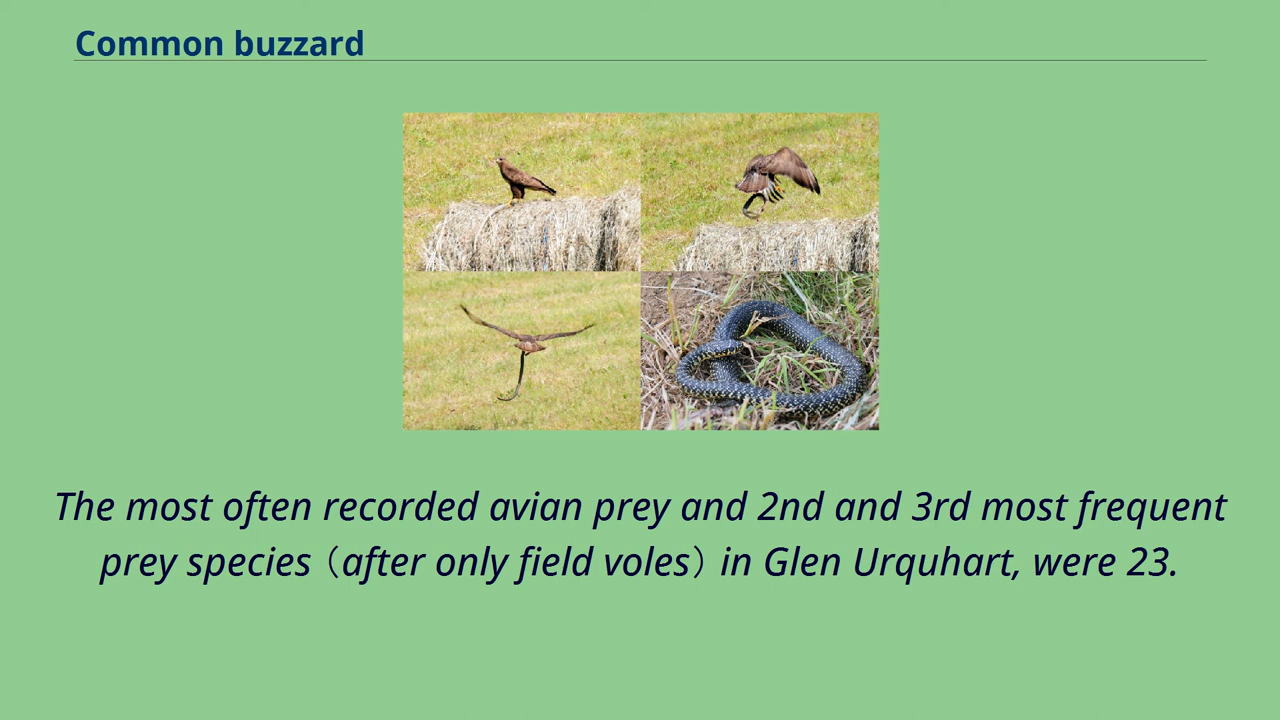 Common buzzard
The most often recorded avian prey and 2nd and 3rd most frequent
prey species（after only field voles）in Glen Urquhart, were 23.